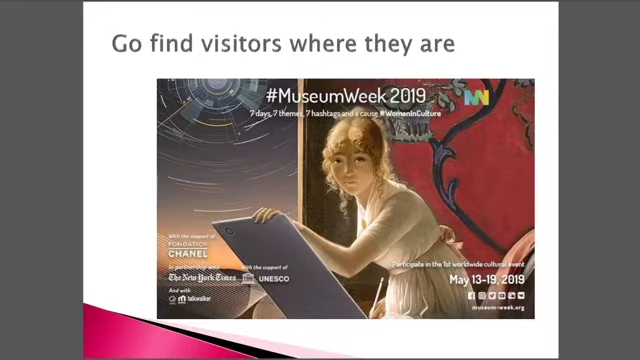 Go find visitors where they are
#MuseumWeek 2019
7 days, 7 themes, 7 hashtags and a cause #WomenInCulture
With the support of
FONDATION
CHANEL
In partnership with
The New York Times
With the support of
UNESCO
And with
talkwalker
Participate in the 1st worldwide cultural event
May 13-19, 2019
museum-week.org